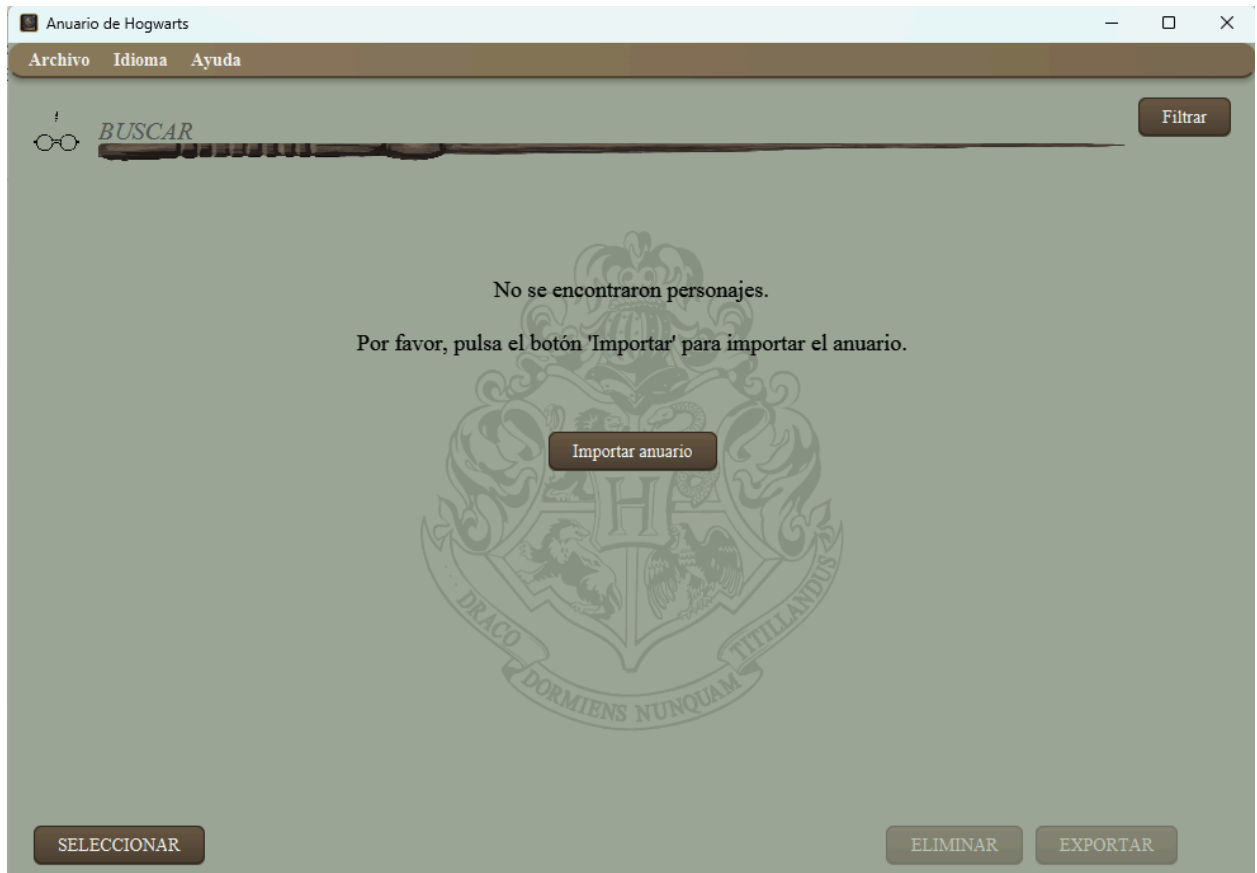 Anuario de Hogwarts
Archivo Idioma Ayuda
BUSCAR
Filtrar
No se encontraron personajes.
Por favor, pulsa el botón 'Importar' para importar el anuario.
Importar anuario
H
DRACO DORMIENS NUNQUAM TITILLANDUS
SELECCIONAR
ELIMINAR
EXPORTAR